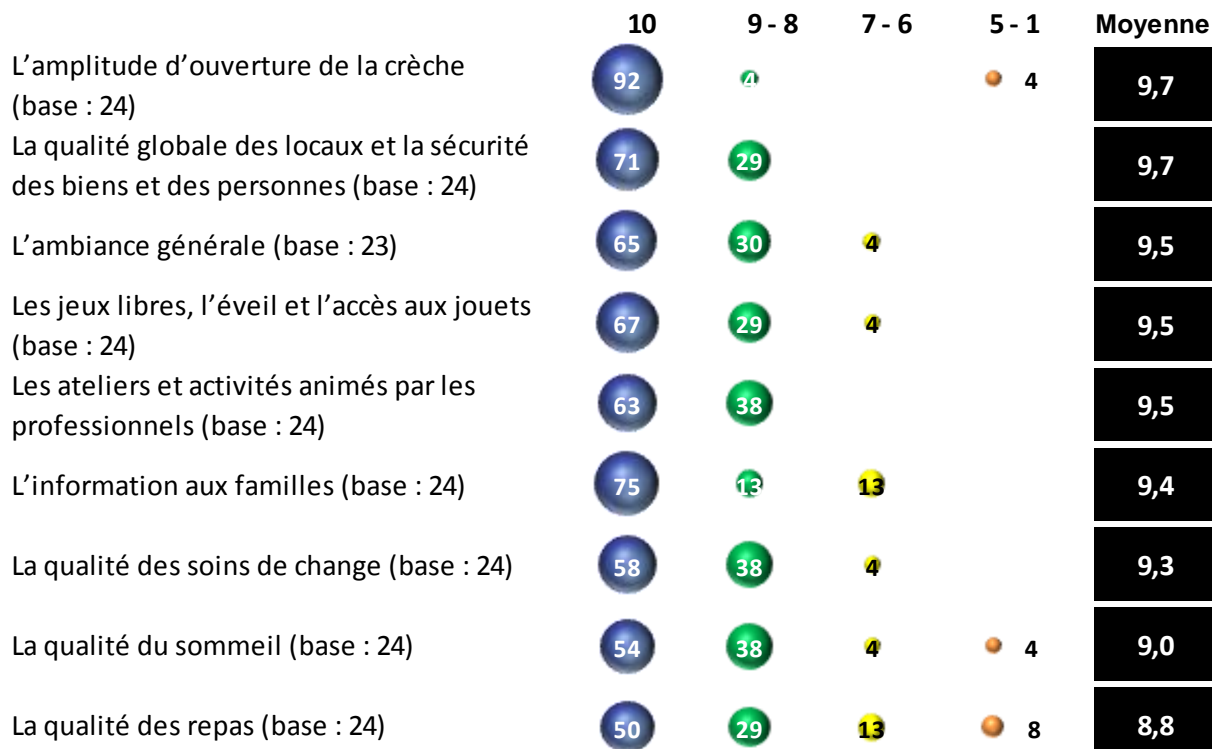 10 9 - 8 7 - 6 5 - 1 Moyenne
L’amplitude d’ouverture de la crèche
(base : 24)
92 4 4 9,7
La qualité globale des locaux et la sécurité
des biens et des personnes (base : 24)
71 29 9,7
L’ambiance générale (base : 23) 65 30 4 9,5
Les jeux libres, l’éveil et l’accès aux jouets
(base : 24)
67 29 4 9,5
Les ateliers et activités animés par les
professionnels (base : 24)
63 38 9,5
L’information aux familles (base : 24) 75 13 13 9,4
La qualité des soins de change (base : 24) 58 38 4 9,3
La qualité du sommeil (base : 24) 54 38 4 4 9,0
La qualité des repas (base : 24) 50 29 13 8 8,8